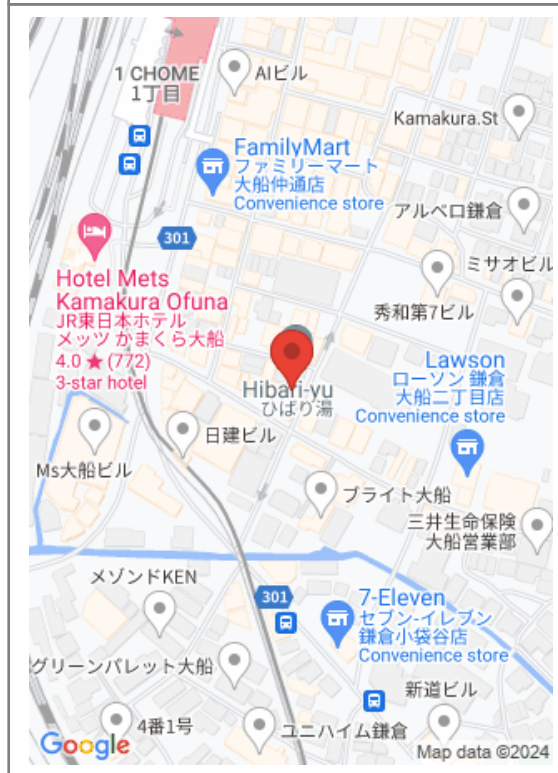 1 CHOME
1丁目
AIビル
Kamakura.St
FamilyMart
ファミリーマート
大船仲通店
Convenience store
アルベロ鎌倉
301
ミサオビル
Hotel Mets
Kamakura Ofuna
JR東日本ホテル
メッツ かまくら大船
4.0 ★ (772)
3-star hotel
秀和第7ビル
Lawson
ローソン 鎌倉
大船二丁目店
Convenience store
Hibari-yu
ひばり湯
日建ビル
Ms大船ビル
ブライト大船
三井生命保険
大船営業部
メゾンドKEN
301
7-Eleven
セブン-イレブン
鎌倉小袋谷店
Convenience store
グリーンバレット大船
新道ビル
4番1号
ユニハイム鎌倉
Google
Map data ©2024